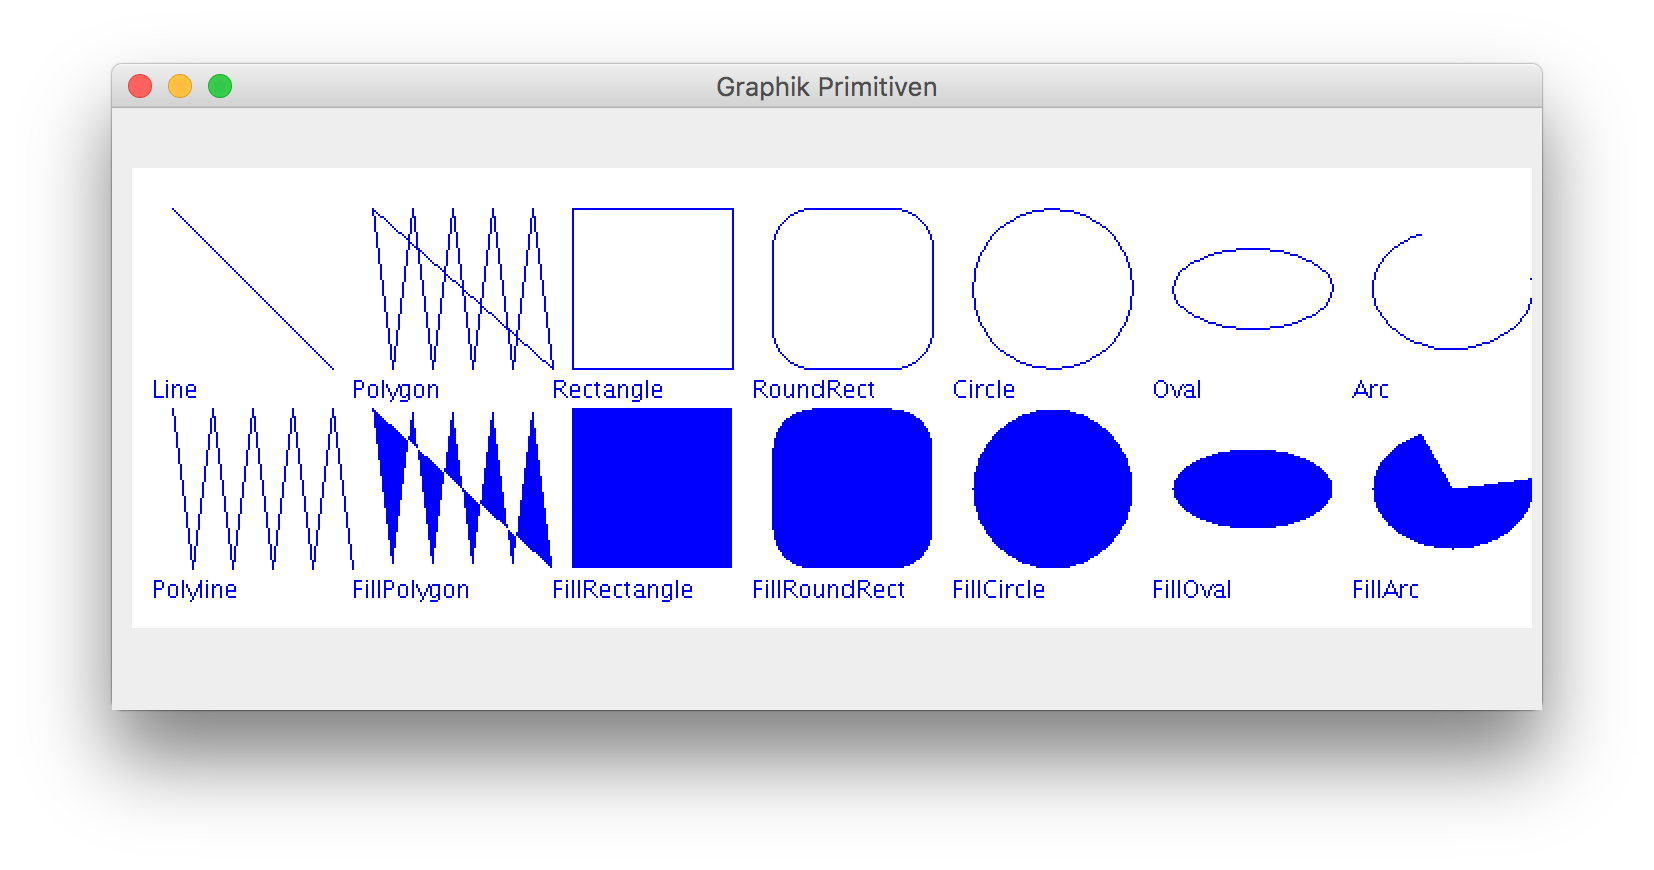 Graphik Primitiven
Line Polygon Rectangle RoundRect Circle Oval Arc
Polyline FillPolygon FillRectangle FillRoundRect FillCircle FillOval FillArc